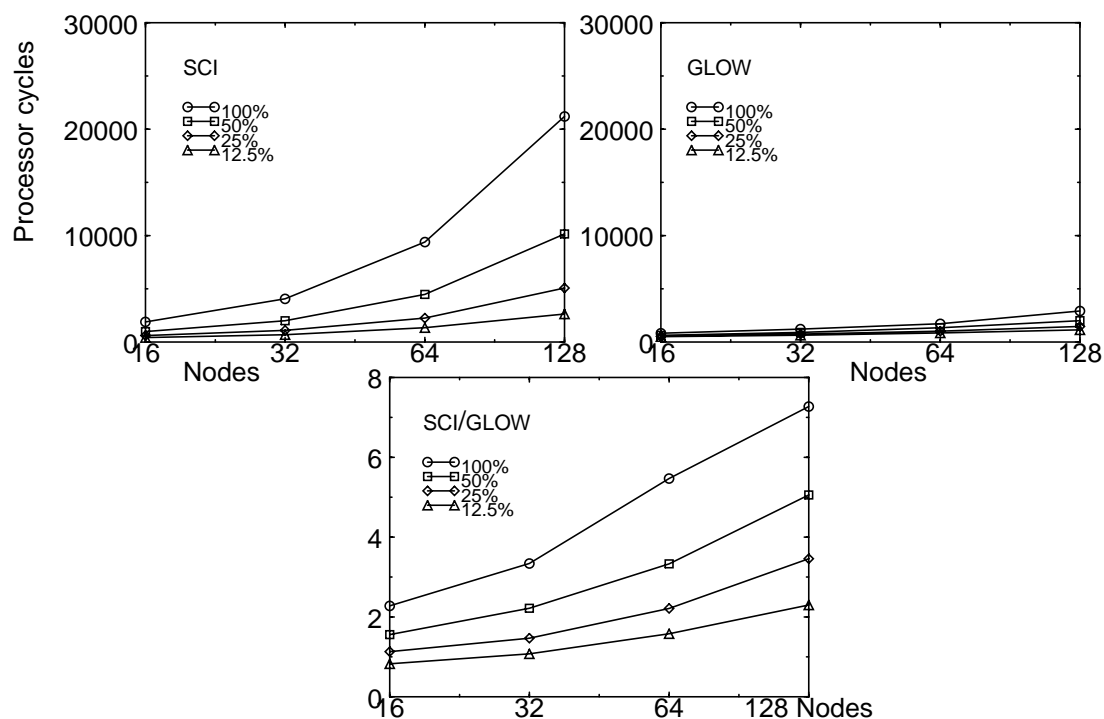 Processor cycles
30000
20000
10000
0
SCI
100%
50%
25%
12.5%
16 32 64 128
Nodes
30000
20000
10000
0
GLOW
100%
50%
25%
12.5%
16 32 64 128
Nodes
8
6
4
2
0
SCI/GLOW
100%
50%
25%
12.5%
16 32 64 128 Nodes